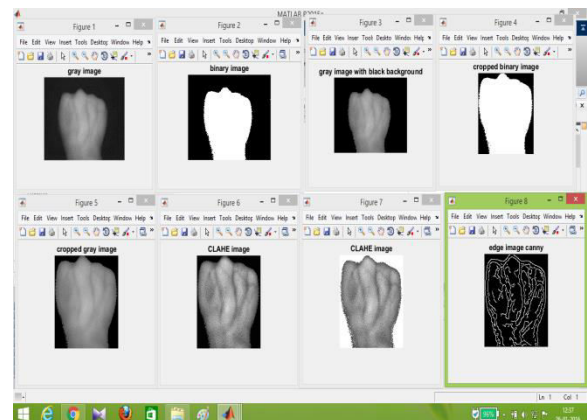 MATLAB R2016a
Figure 1
File Edit View Insert Tools Desktop Window Help
gray image
Figure 2
File Edit View Insert Tools Desktop Window Help
binary image
Figure 3
File Edit View Insert Tools Desktop Window Help
gray image with black background
Figure 4
File Edit View Insert Tools Desktop Window Help
cropped binary image
Figure 5
File Edit View Insert Tools Desktop Window Help
cropped gray image
Figure 6
File Edit View Insert Tools Desktop Window Help
CLAHE image
Figure 7
File Edit View Insert Tools Desktop Window Help
CLAHE image
Figure 8
File Edit View Insert Tools Desktop Window Help
edge image canny
Ln 1 Col 1
98%
12:37